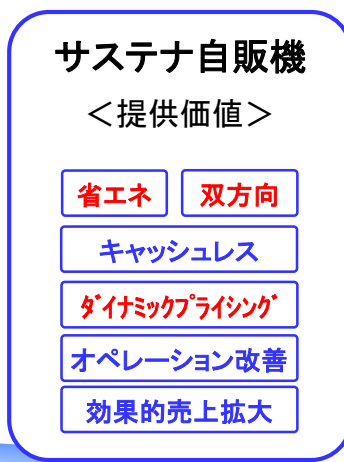 サステナ自販機
＜提供価値＞
省エネ 双方向
キャッシュレス
ﾀﾞｲﾅﾐｯｸﾌﾟﾗｲｼﾝｸﾞ
オペレーション改善
効果的売上拡大